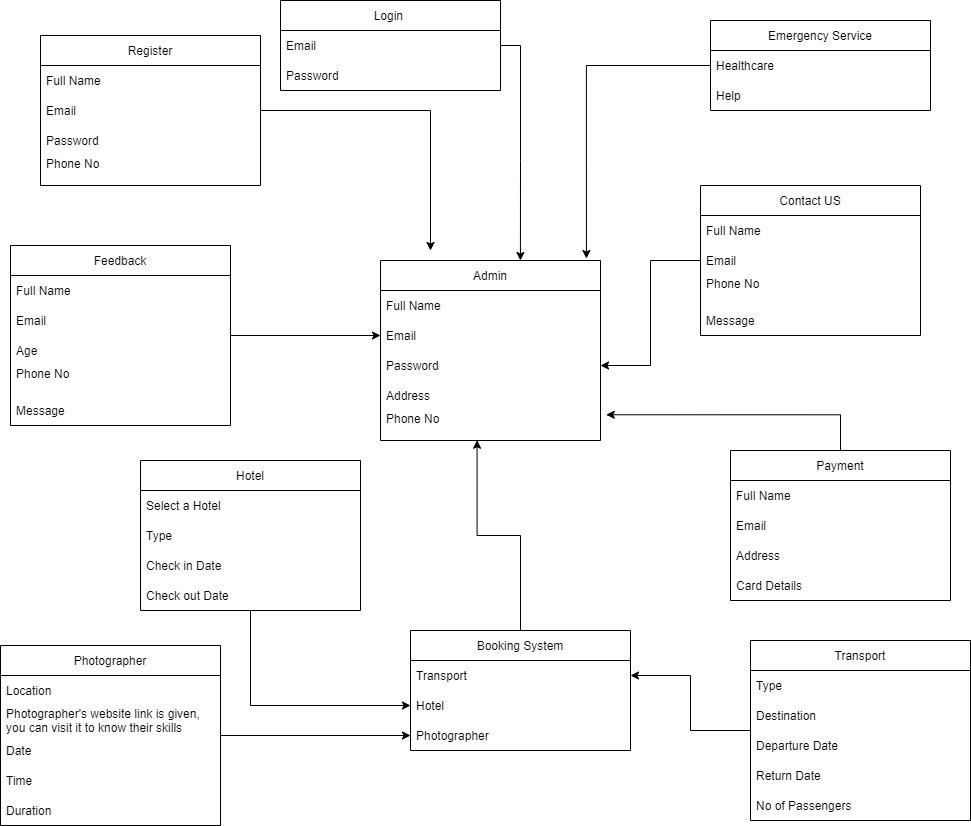 Login
Email
Password
Register
Full Name
Email
Password
Phone No
Emergency Service
Healthcare
Help
Contact US
Full Name
Email
Phone No
Message
Feedback
Full Name
Email
Age
Phone No
Message
Admin
Full Name
Email
Password
Address
Phone No
Hotel
Select a Hotel
Type
Check in Date
Check out Date
Payment
Full Name
Email
Address
Card Details
Photographer
Location
Photographer's website link is given,
you can visit it to know their skills
Date
Time
Duration
Booking System
Transport
Hotel
Photographer
Transport
Type
Destination
Departure Date
Return Date
No of Passengers